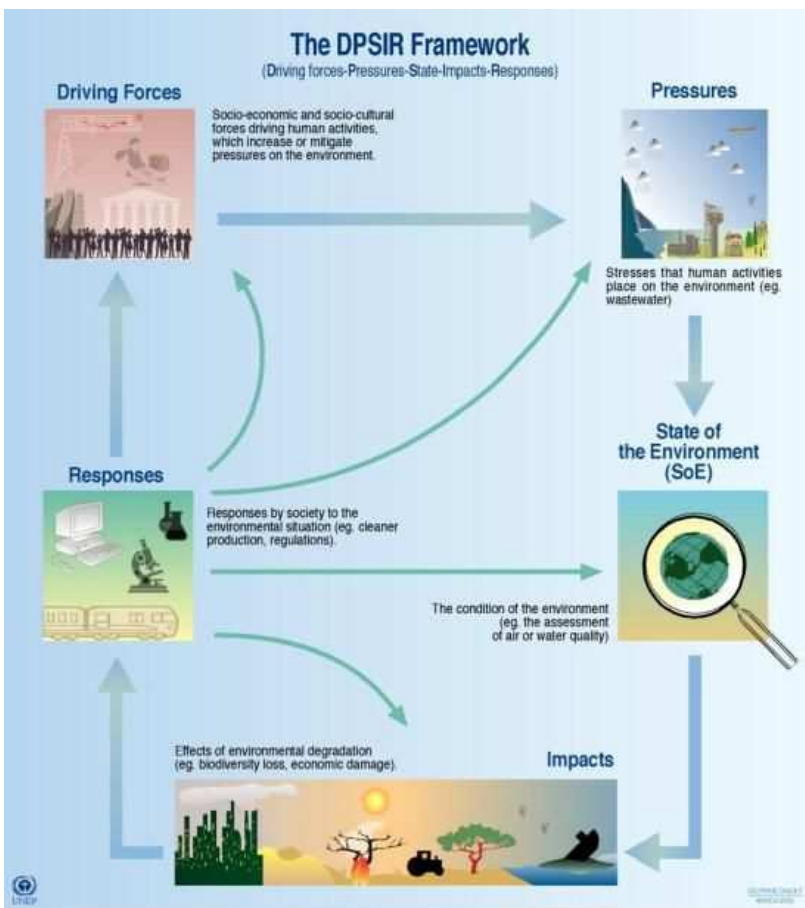 The DPSIR Framework
(Driving forces-Pressures-State-Impacts-Responses)
Driving Forces
Socio-economic and socio-cultural
forces driving human activities,
which increase or mitigate
pressures on the environment.
Pressures
Stresses that human activities
place on the environment (eg.
wastewater)
State of
the Environment
(SoE)
Responses
Responses by society to the
environmental situation (eg. cleaner
production, regulations).
The condition of the environment
(eg. the assessment
of air or water quality)
Effects of environmental degradation
(eg. biodiversity loss, economic damage).
Impacts
UNEP